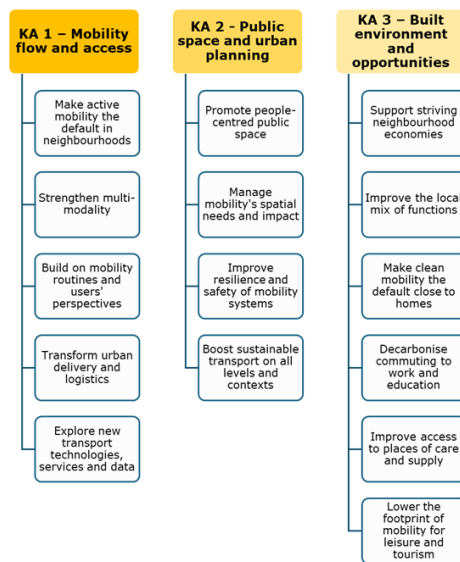 KA 1 – Mobility
flow and access
Make active
mobility the
default in
neighbourhoods
Strengthen multi-
modality
Build on mobility
routines and
users'
perspectives
Transform urban
delivery and
logistics
Explore new
transport
technologies,
services and data
KA 2 - Public
space and urban
planning
Promote people-
centred public
space
Manage
mobility's spatial
needs and impact
Improve
resilience and
safety of mobility
systems
Boost sustainable
transport on all
levels and
contexts
KA 3 – Built
environment
and
opportunities
Support striving
neighbourhood
economies
Improve the local
mix of functions
Make clean
mobility the
default close to
homes
Decarbonise
commuting to
work and
education
Improve access
to places of care
and supply
Lower the
footprint of
mobility for
leisure and
tourism